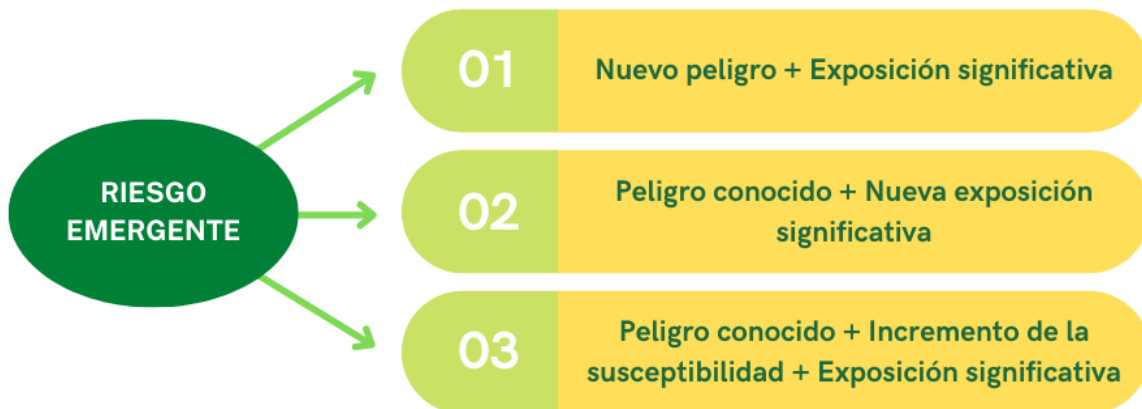 RIESGO
EMERGENTE
01
Nuevo peligro + Exposición significativa
02
Peligro conocido + Nueva exposición
significativa
03
Peligro conocido + Incremento de la
susceptibilidad + Exposición significativa